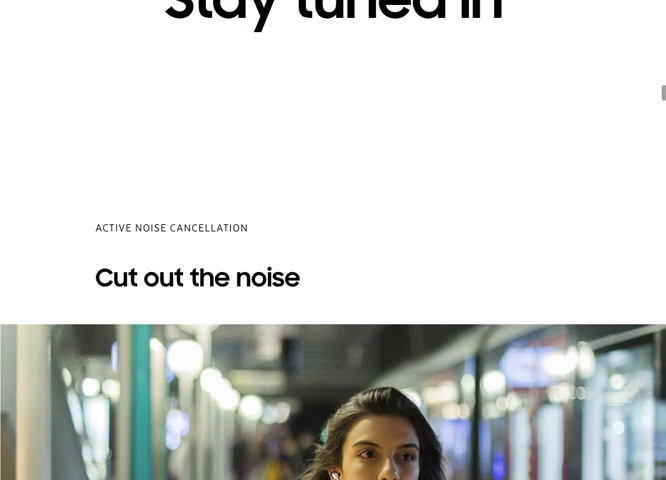 Stay tuned in
ACTIVE NOISE CANCELLATION
Cut out the noise